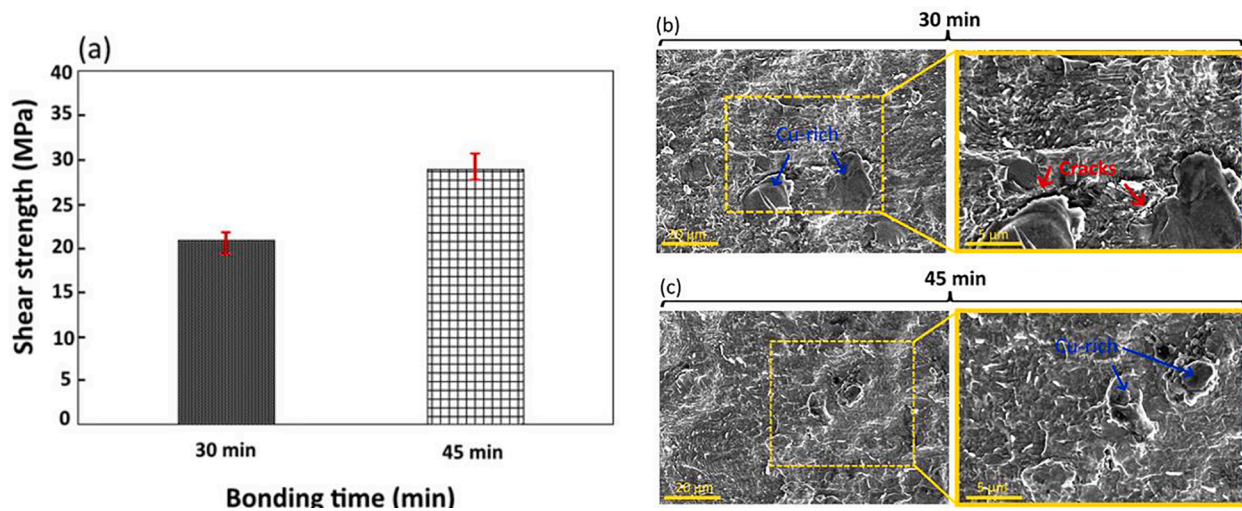 (a)
40
35
30
25
20
15
10
5
0
Shear strength (MPa)
30 min
45 min
Bonding time (min)
(b)
30 min
Cu-rich
20 μm
Cracks
5 μm
(c)
45 min
20 μm
Cu-rich
5 μm